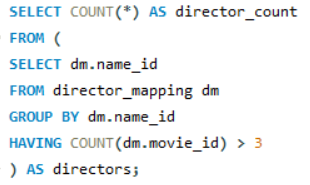 SELECT COUNT(*) AS director_count
FROM (
SELECT dm.name_id
FROM director_mapping dm
GROUP BY dm.name_id
HAVING COUNT(dm.movie_id) > 3
) AS directors;